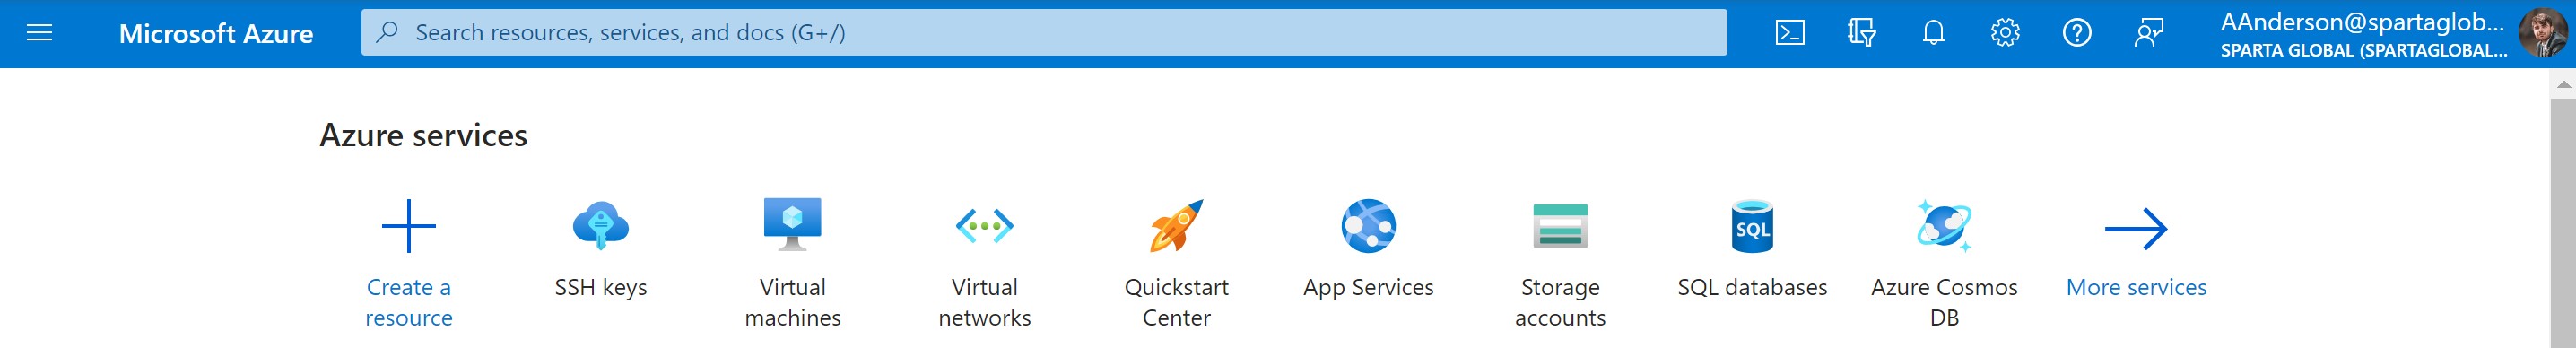 Microsoft Azure
Search resources, services, and docs (G+/)
AAnderson@spartaglob...
SPARTA GLOBAL (SPARTAGLOBAL...
Azure services
Create a resource
SSH keys
Virtual machines
Virtual networks
Quickstart Center
App Services
Storage accounts
SQL
SQL databases
Azure Cosmos DB
More services